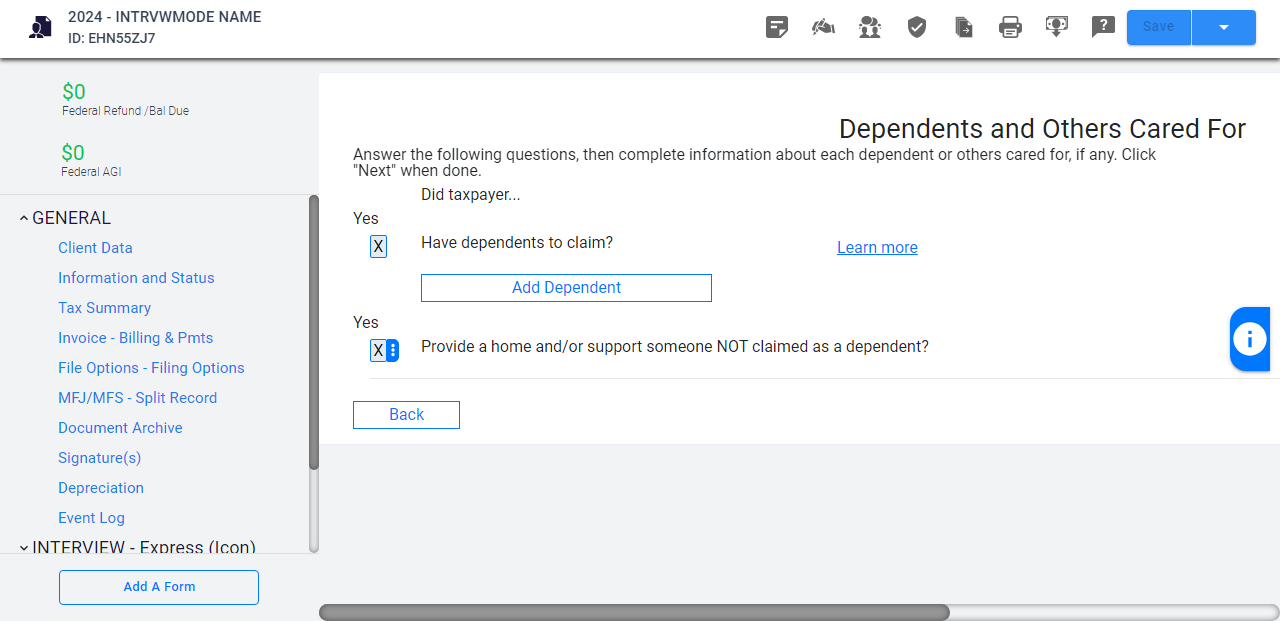 2024 - INTRVWMODE NAME
ID: EHN55ZJ7
Save
$0
Federal Refund /Bal Due
$0
Federal AGI
GENERAL
Client Data
Information and Status
Tax Summary
Invoice - Billing & Pmts
File Options - Filing Options
MFJ/MFS - Split Record
Document Archive
Signature(s)
Depreciation
Event Log
INTERVIEW - Express (Icon)
Add A Form
Dependents and Others Cared For
Answer the following questions, then complete information about each dependent or others cared for, if any. Click
"Next" when done.
Did taxpayer...
Yes
X Have dependents to claim? Learn more
Add Dependent
Yes
X Provide a home and/or support someone NOT claimed as a dependent?
Back